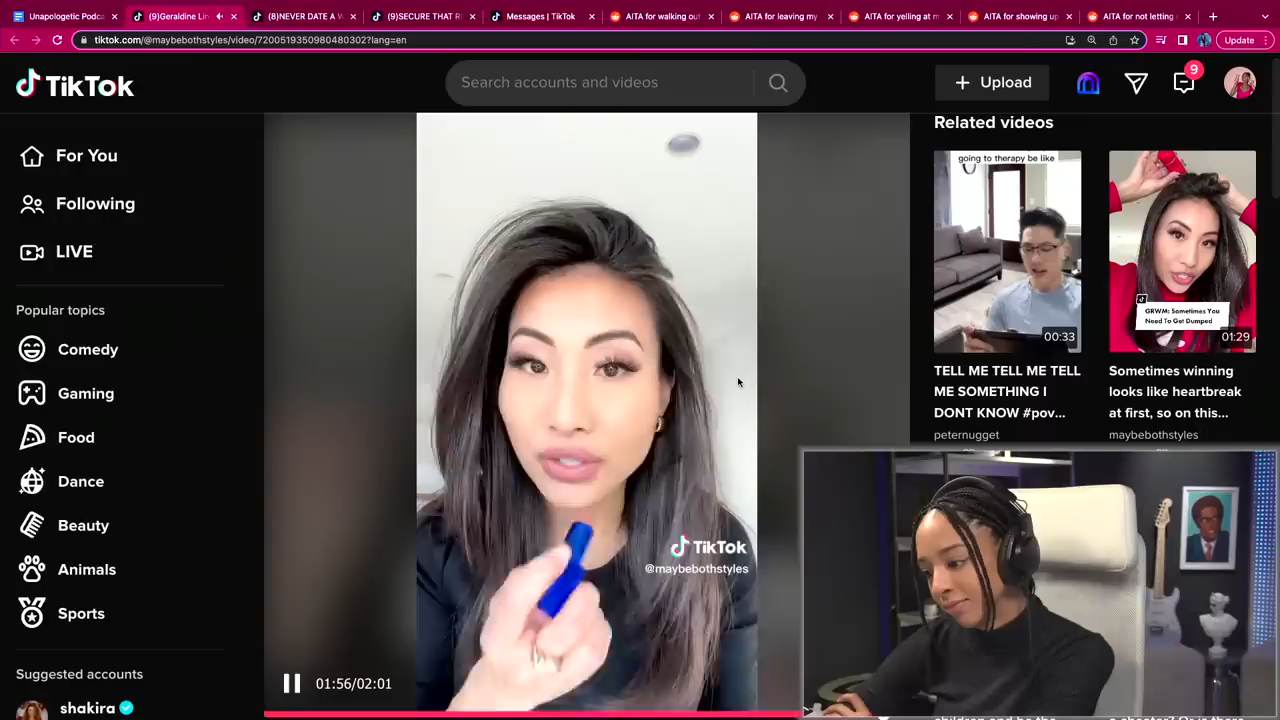 Unapologetic Podca
(9)Geraldine Lin
(8)NEVER DATE A
(9)SECURE THAT R
Messages | TikTok
AITA for walking out
AITA for leaving my
AITA for yelling at m
AITA for showing up
AITA for not letting
tiktok.com/@maybebothstyles/video/7200519350980480302?lang=en
Update
TikTok
Search accounts and videos
Upload
9
For You
Following
LIVE
Popular topics
Comedy
Gaming
Food
Dance
Beauty
Animals
Sports
Suggested accounts
shakira
TikTok
@maybebothstyles
01:56/02:01
Related videos
going to therapy be like
00:33
TELL ME TELL ME TELL
ME SOMETHING I
DONT KNOW #pov...
peternugget
GRWM: Sometimes You
Need To Get Dumped
01:29
Sometimes winning
looks like heartbreak
at first, so on this...
maybebothstyles